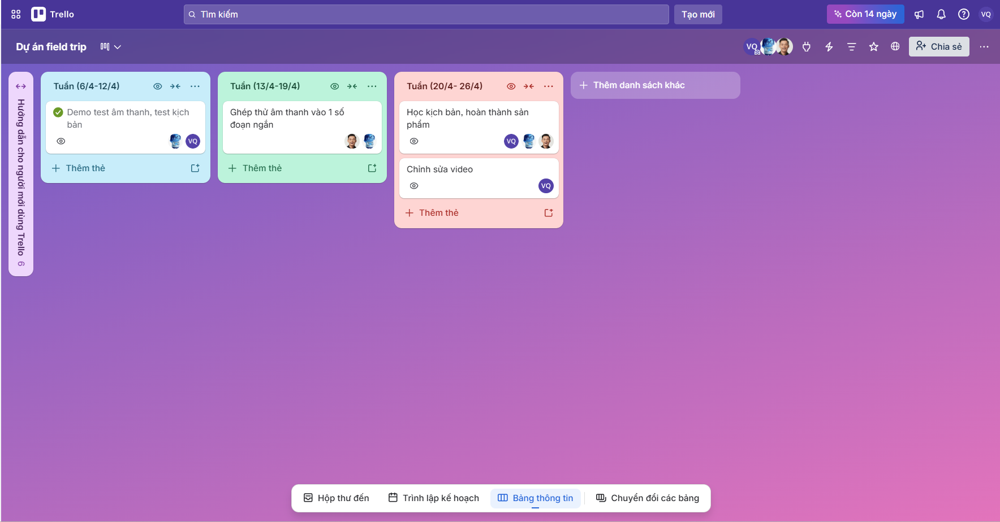 Trello
Tìm kiếm
Tạo mới
Còn 14 ngày
VQ
Dự án field trip
VQ
Chia sẻ
Hướng dẫn cho người mới dùng Trello 6
Tuần (6/4-12/4)
Demo test âm thanh, test kịch
bản
VQ
Thêm thẻ
Tuần (13/4-19/4)
Ghép thử âm thanh vào 1 số
đoạn ngắn
Thêm thẻ
Tuần (20/4- 26/4)
Học kịch bản, hoàn thành sản
phẩm
VQ
Chỉnh sửa video
VQ
Thêm thẻ
Thêm danh sách khác
Hộp thư đến
Trình lập kế hoạch
Bảng thông tin
Chuyển đổi các bảng